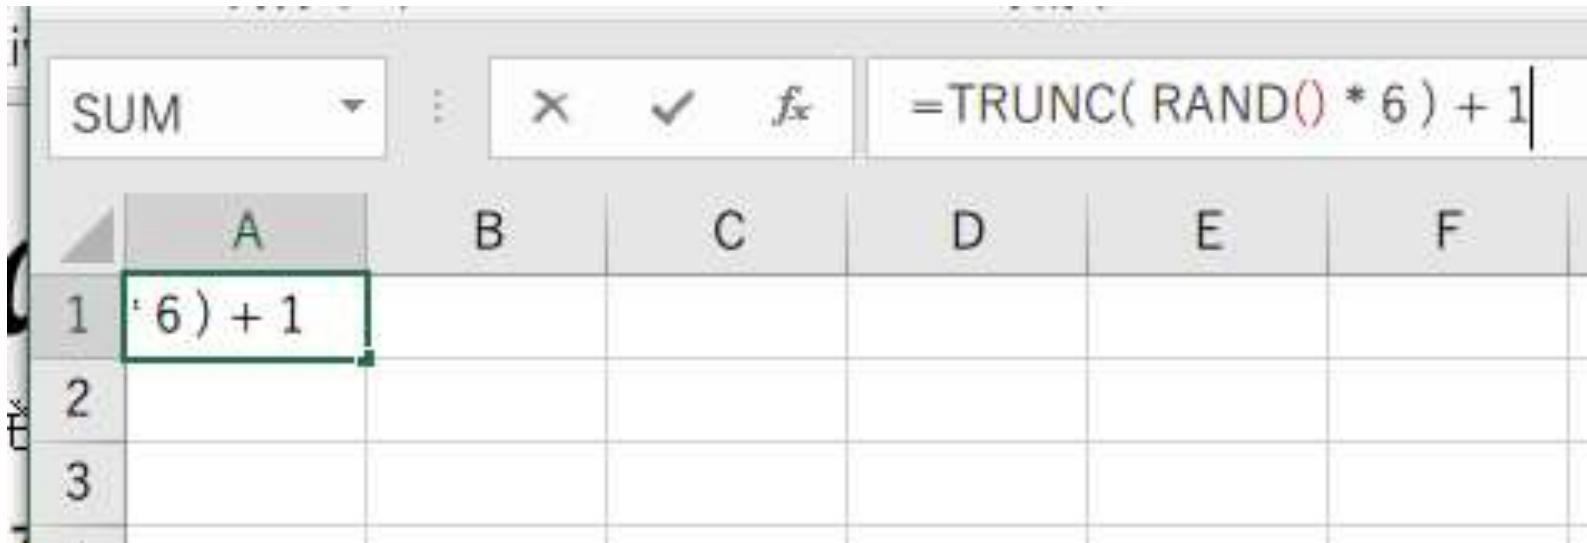 SUM fx =TRUNC( RAND() * 6 ) + 1
A B C D E F
1 6 ) + 1
2
3